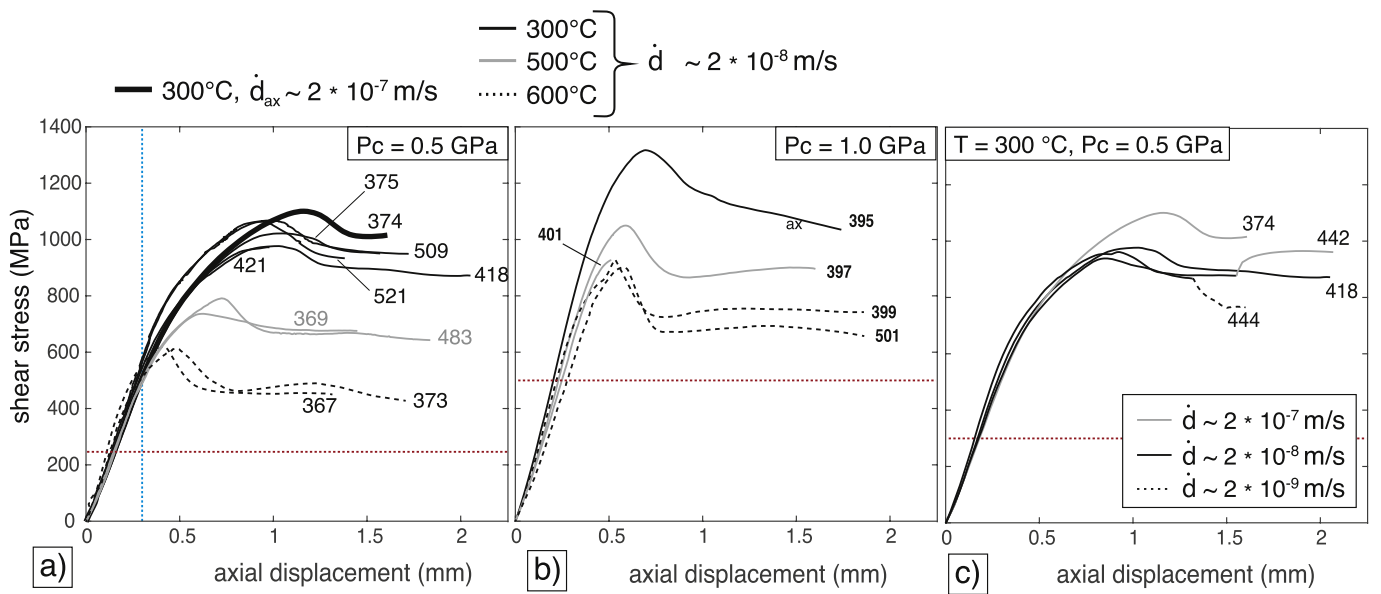 300°C
500°C
600°C
ḋ ~ 2 * 10⁻⁸ m/s
300°C, ḋax ~ 2 * 10⁻⁷ m/s
shear stress (MPa)
1400
1200
1000
800
600
400
200
0
Pc = 0.5 GPa
375
374
509
421
418
521
369
483
367
373
0
0.5
1
1.5
2
a)
axial displacement (mm)
Pc = 1.0 GPa
ax
395
401
397
399
501
0
0.5
1
1.5
2
b)
axial displacement (mm)
T = 300 °C, Pc = 0.5 GPa
374
442
418
444
ḋ ~ 2 * 10⁻⁷ m/s
ḋ ~ 2 * 10⁻⁸ m/s
ḋ ~ 2 * 10⁻⁹ m/s
0
0.5
1
1.5
2
c)
axial displacement (mm)